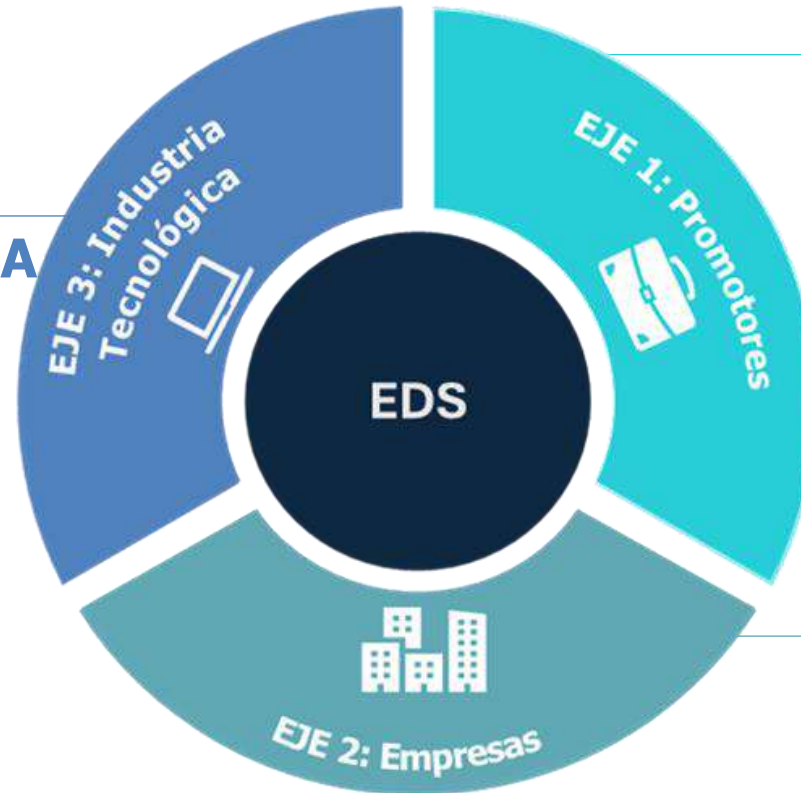 EJE 1: Promotores
EJE 3: Industria
Tecnológica
A
EDS
EJE 2: Empresas